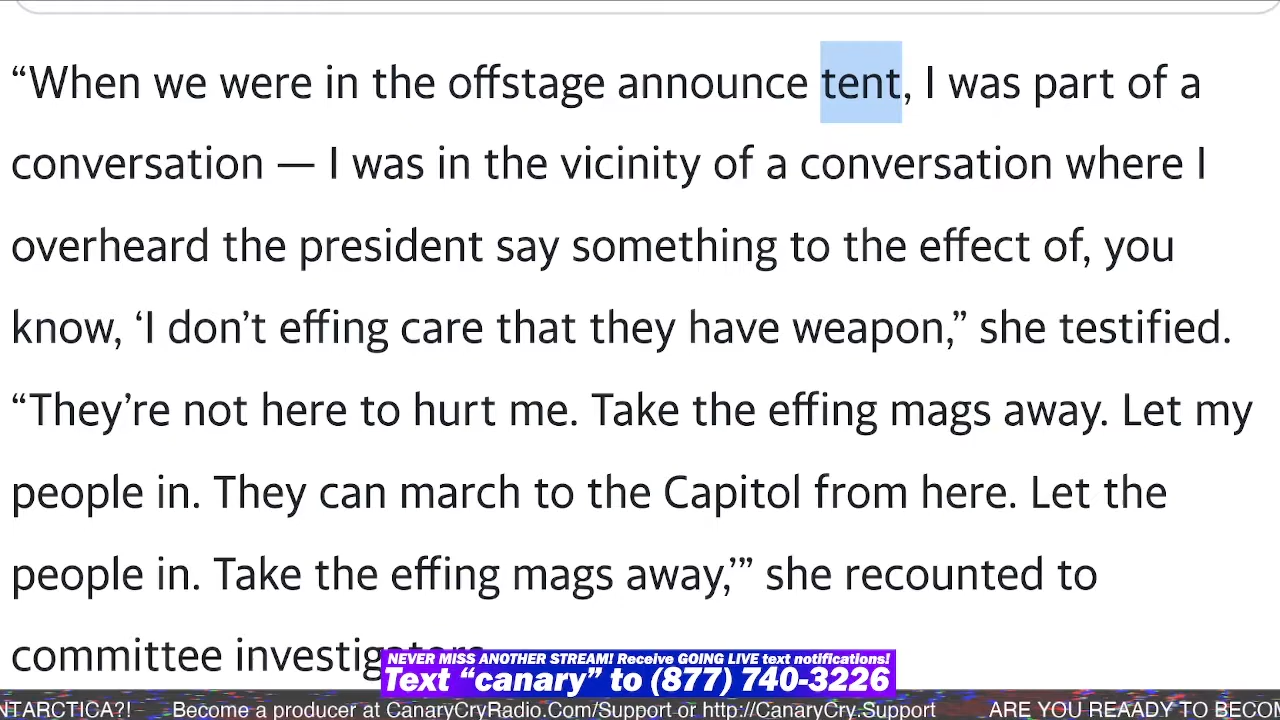 “When we were in the offstage announce tent, I was part of a
conversation — I was in the vicinity of a conversation where I
overheard the president say something to the effect of, you
know, ‘I don’t effing care that they have weapon,” she testified.
“They’re not here to hurt me. Take the effing mags away. Let my
people in. They can march to the Capitol from here. Let the
people in. Take the effing mags away,’” she recounted to
committee
NEVER MISS ANOTHER STREAM! Receive GOING LIVE text notifications!
Text “canary” to (877) 740-3226
NTARCTICA?! Become a producer at CanaryCryRadio.Com/Support or http://CanaryCry.Support ARE YOU REAADY TO BECOM